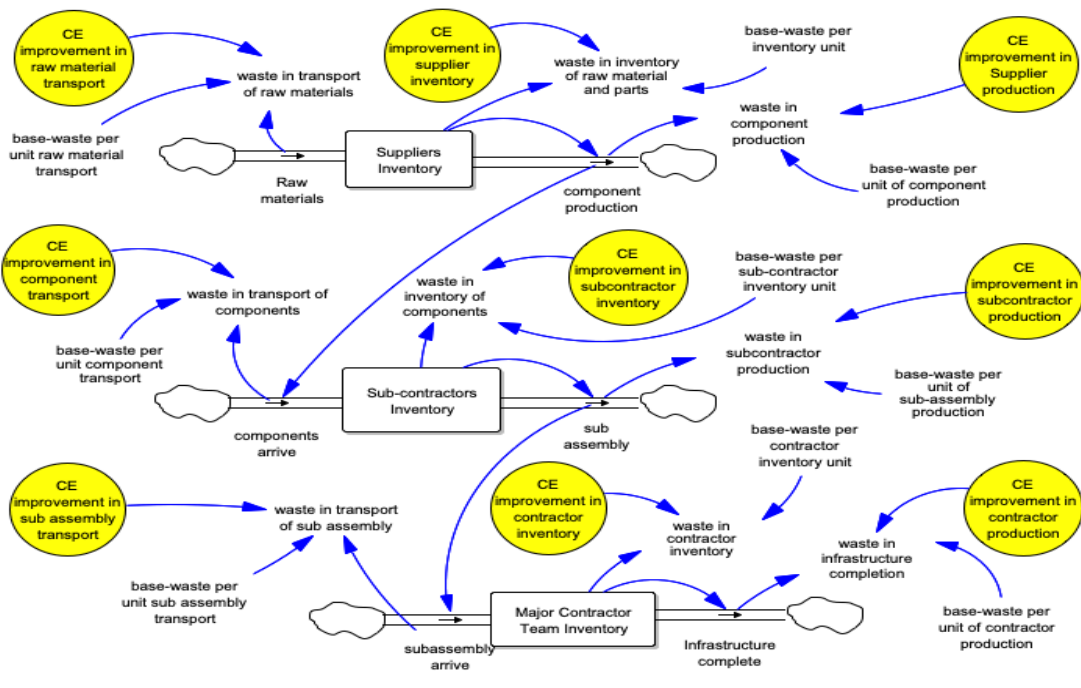 CE
improvement in
raw material
transport
waste in transport
of raw materials
base-waste per
unit raw material
transport
CE
improvement in
supplier
inventory
waste in inventory
of raw material
and parts
base-waste per
inventory unit
CE
improvement in
Supplier
production
waste in
component
production
base-waste per
unit of component
production
Raw
materials
Suppliers
Inventory
component
production
CE
improvement in
component
transport
waste in transport of
components
base-waste per
unit component
transport
waste in
inventory of
components
CE
improvement in
subcontractor
inventory
base-waste per
sub-contractor
inventory unit
CE
improvement in
subcontractor
production
waste in
subcontractor
production
base-waste per
unit of
sub-assembly
production
components
arrive
Sub-contractors
Inventory
sub
assembly
base-waste per
contractor
inventory unit
CE
improvement in
sub assembly
transport
waste in transport
of sub assembly
base-waste per
unit sub assembly
transport
CE
improvement in
contractor
inventory
waste in
contractor
inventory
CE
improvement in
contractor
production
waste in
infrastructure
completion
base-waste per
unit of contractor
production
subassembly
arrive
Major Contractor
Team Inventory
Infrastructure
complete